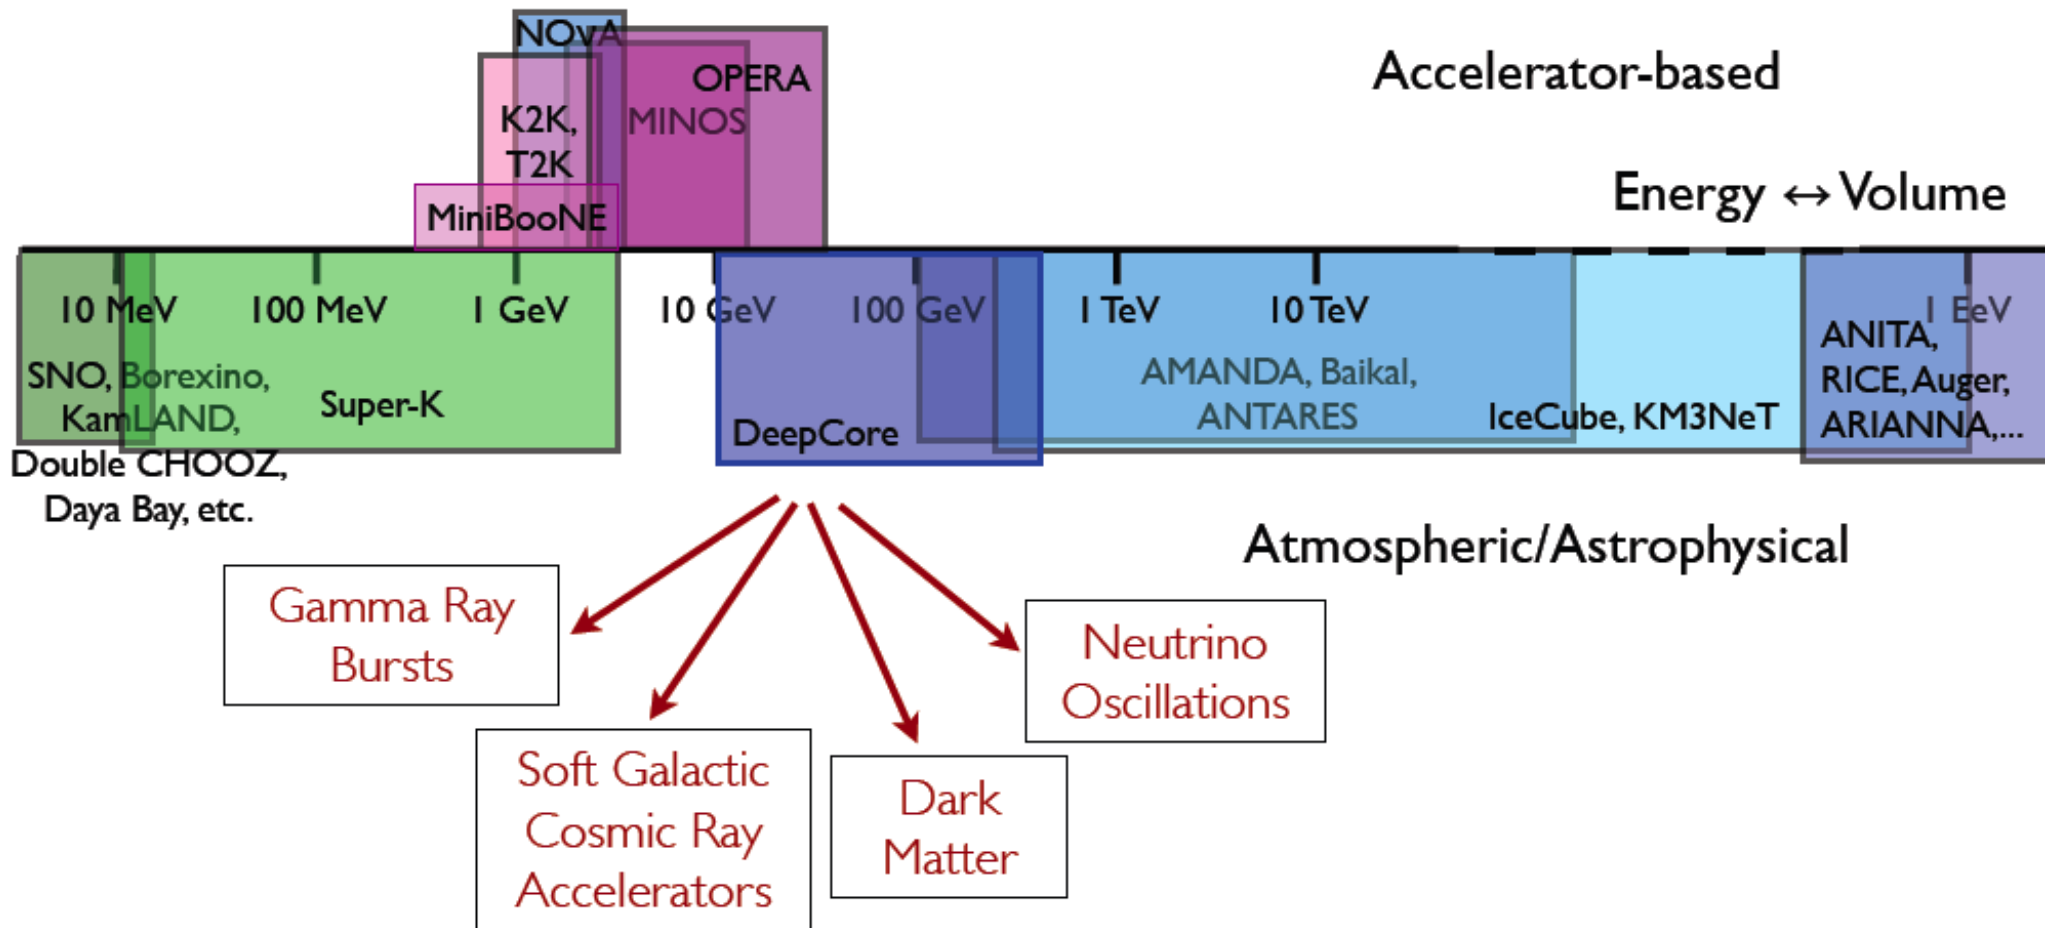 NOvA
OPERA
Accelerator-based
K2K,
MINOS
T2K
Energy ↔ Volume
MiniBooNE
10 MeV
100 MeV
1 GeV
10 GeV
100 GeV
1 TeV
10 TeV
1 EeV
SNO, Borexino,
KamLAND,
Double CHOOZ,
Daya Bay, etc.
Super-K
DeepCore
AMANDA, Baikal,
ANTARES
IceCube, KM3NeT
ANITA,
RICE, Auger,
ARIANNA,...
Atmospheric/Astrophysical
Gamma Ray
Bursts
Soft Galactic
Cosmic Ray
Accelerators
Dark
Matter
Neutrino
Oscillations